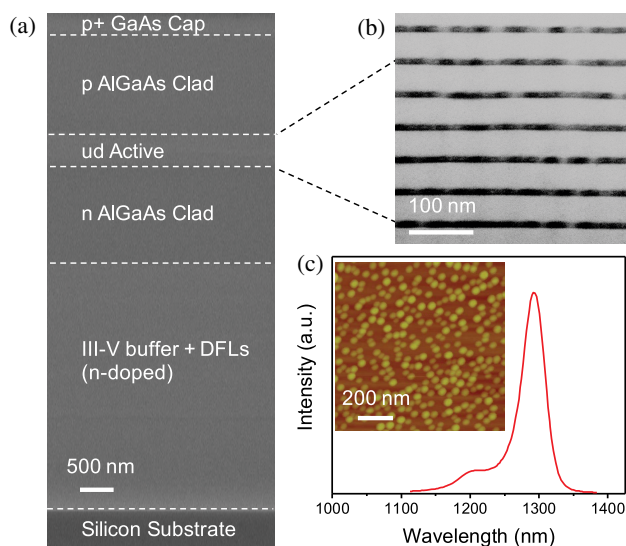 (a)
p+ GaAs Cap
p AlGaAs Clad
ud Active
n AlGaAs Clad
III-V buffer + DFLs
(n-doped)
500 nm
Silicon Substrate
(b)
100 nm
(c)
200 nm
Intensity (a.u.)
1000 1100 1200 1300 1400
Wavelength (nm)